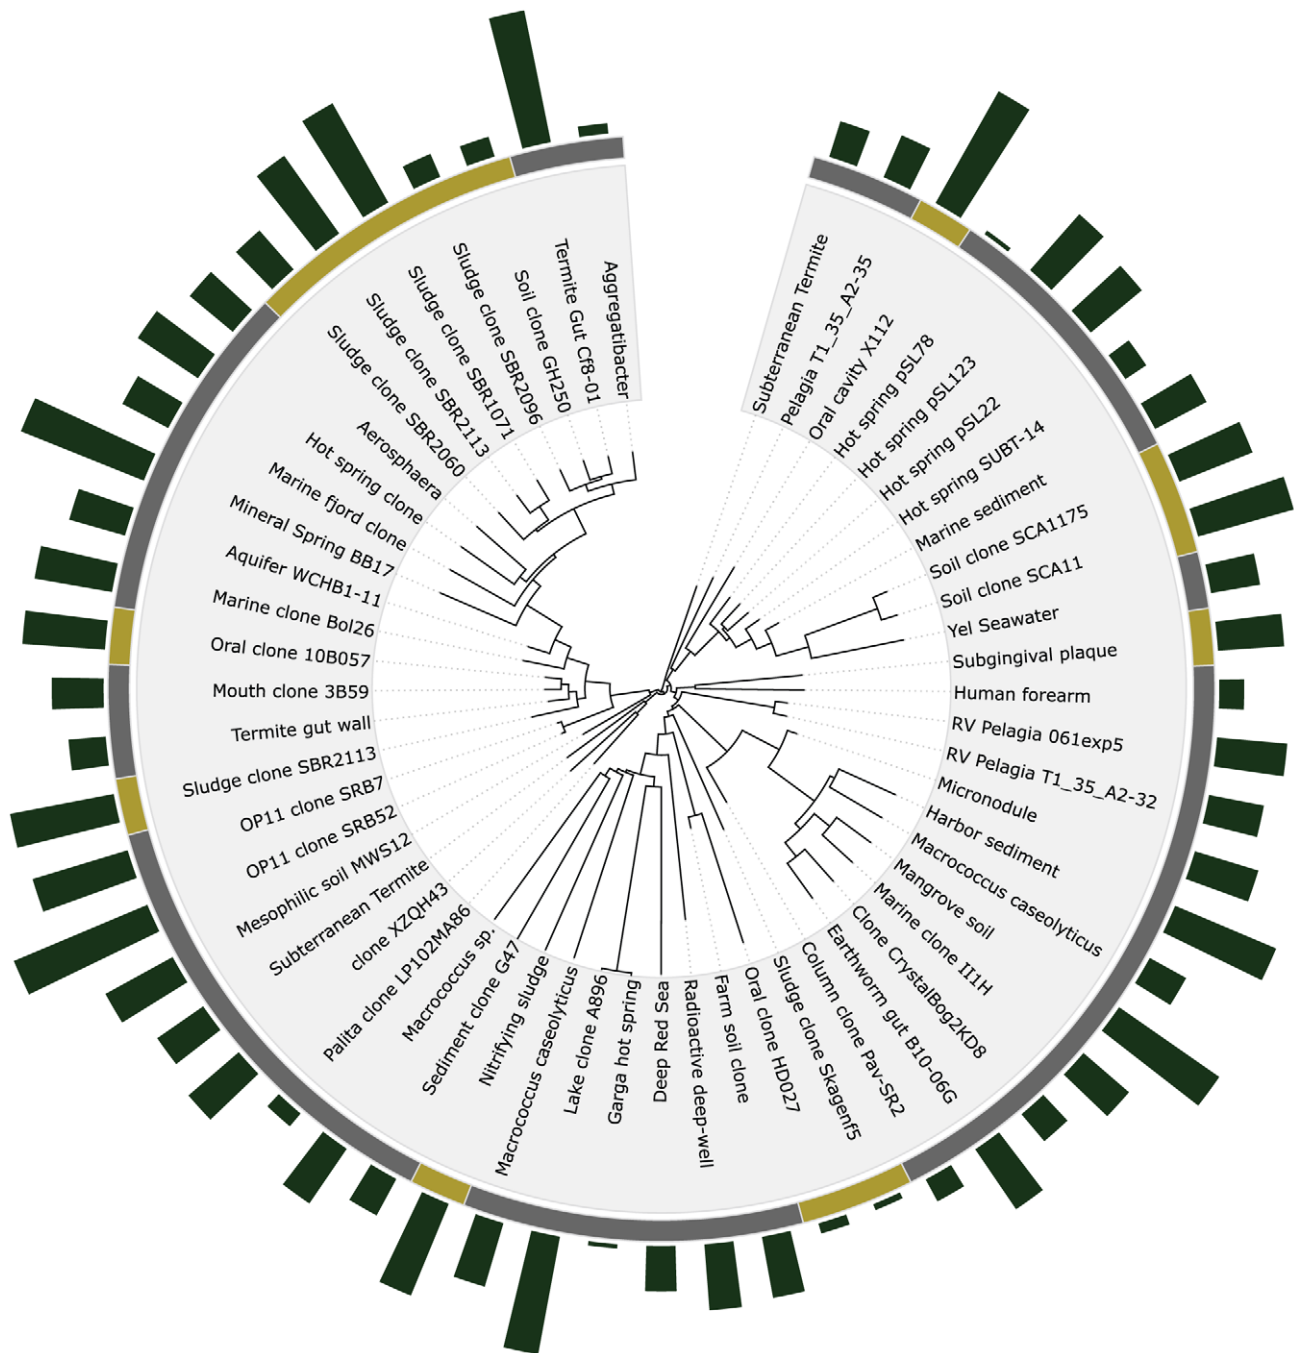 Subterranean Termite
Pelagia T1_35_A2-35
Oral cavity X112
Hot spring pSL78
Hot spring pSL123
Hot spring pSL22
Hot spring SUBT-14
Marine sediment
Soil clone SCA1175
Soil clone SCA11
Yel Seawater
Subgingival plaque
Human forearm
RV Pelagia 061exp5
RV Pelagia T1_35_A2-32
Micronodule
Harbor sediment
Macrococcus caseolyticus
Mangrove soil
Marine clone II1H
Clone CrystalBog2KD8
Earthworm gut B10-06G
Column clone Pav-SR2
Sludge clone Skagenf5
Oral clone HD027
Farm soil clone
Radioactive deep-well
Deep Red Sea
Garga hot spring
Lake clone A896
Macrococcus caseolyticus
Nitrifying sludge
Sediment clone G47
Macrococcus sp.
Palita clone LP102MA86
clone XZQH43
Subterranean Termite
Mesophilic soil MWS12
OP11 clone SRB52
OP11 clone SRB7
Sludge clone SBR2113
Termite gut wall
Mouth clone 3B59
Oral clone 10B057
Marine clone Bol26
Aquifer WCHB1-11
Mineral Spring BB17
Marine fjord clone
Hot spring clone
Aerosphaera
Sludge clone SBR2060
Sludge clone SBR2113
Sludge clone SBR1071
Sludge clone SBR2096
Soil clone GH250
Termite Gut Cf8-01
Aggregatibacter